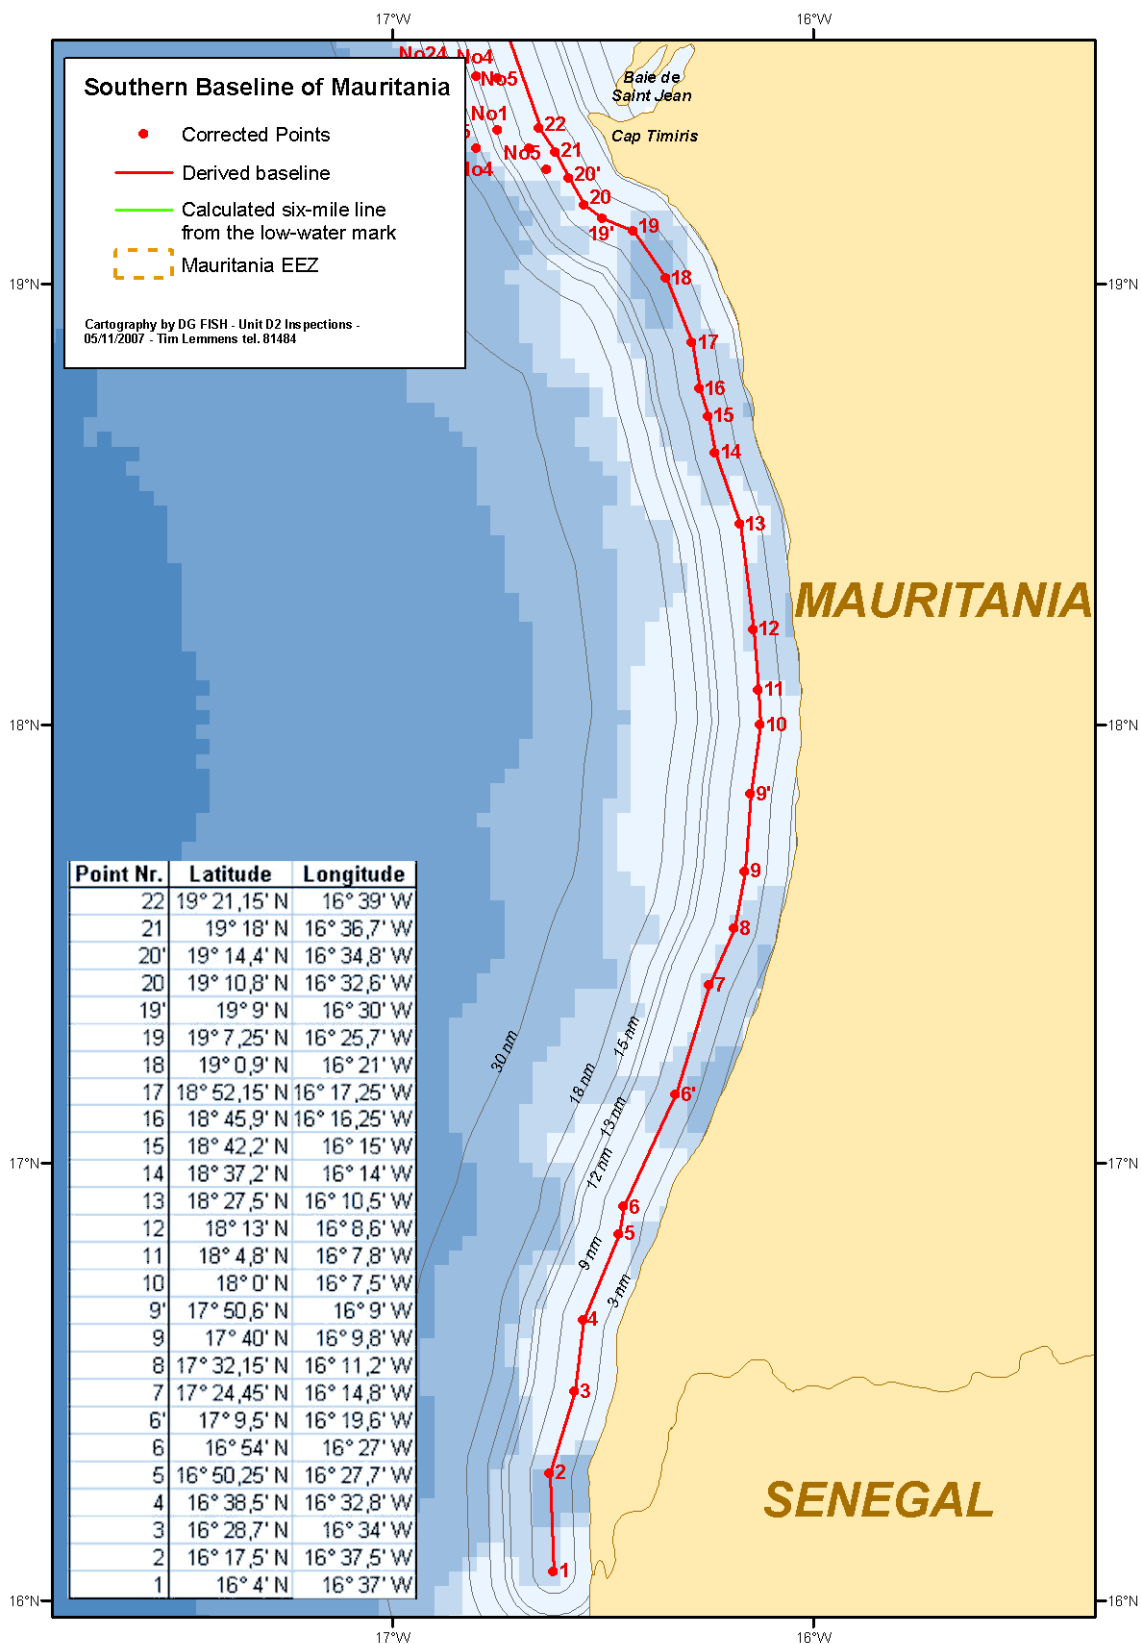 17°W
16°W
No24
No4
No5
No1
No5
No4
Southern Baseline of Mauritania
Corrected Points
Derived baseline
Calculated six-mile line
from the low-water mark
Mauritania EEZ
Cartography by DG FISH - Unit D2 Inspections -
05/11/2007 - Tim Lemmens tel. 81484
Baie de
Saint Jean
Cap Timiris
22
21
20'
20
19'
19
18
19°N
19°N
17
16
15
14
13
MAURITANIA
12
11
10
18°N
18°N
9'
9
8
7
30 nm
15 nm
18 nm
13 nm
6'
12 nm
17°N
17°N
6
5
9 nm
3 nm
4
3
2
SENEGAL
1
16°N
16°N
17°W
16°W
Point Nr. Latitude Longitude
22 19° 21,15' N 16° 39' W
21 19° 18' N 16° 36,7' W
20' 19° 14,4' N 16° 34,8' W
20 19° 10,8' N 16° 32,6' W
19' 19° 9' N 16° 30' W
19 19° 7,25' N 16° 25,7' W
18 19° 0,9' N 16° 21' W
17 18° 52,15' N 16° 17,25' W
16 18° 45,9' N 16° 16,25' W
15 18° 42,2' N 16° 15' W
14 18° 37,2' N 16° 14' W
13 18° 27,5' N 16° 10,5' W
12 18° 13' N 16° 8,6' W
11 18° 4,8' N 16° 7,8' W
10 18° 0' N 16° 7,5' W
9' 17° 50,6' N 16° 9' W
9 17° 40' N 16° 9,8' W
8 17° 32,15' N 16° 11,2' W
7 17° 24,45' N 16° 14,8' W
6' 17° 9,5' N 16° 19,6' W
6 16° 54' N 16° 27' W
5 16° 50,25' N 16° 27,7' W
4 16° 38,5' N 16° 32,8' W
3 16° 28,7' N 16° 34' W
2 16° 17,5' N 16° 37,5' W
1 16° 4' N 16° 37' W